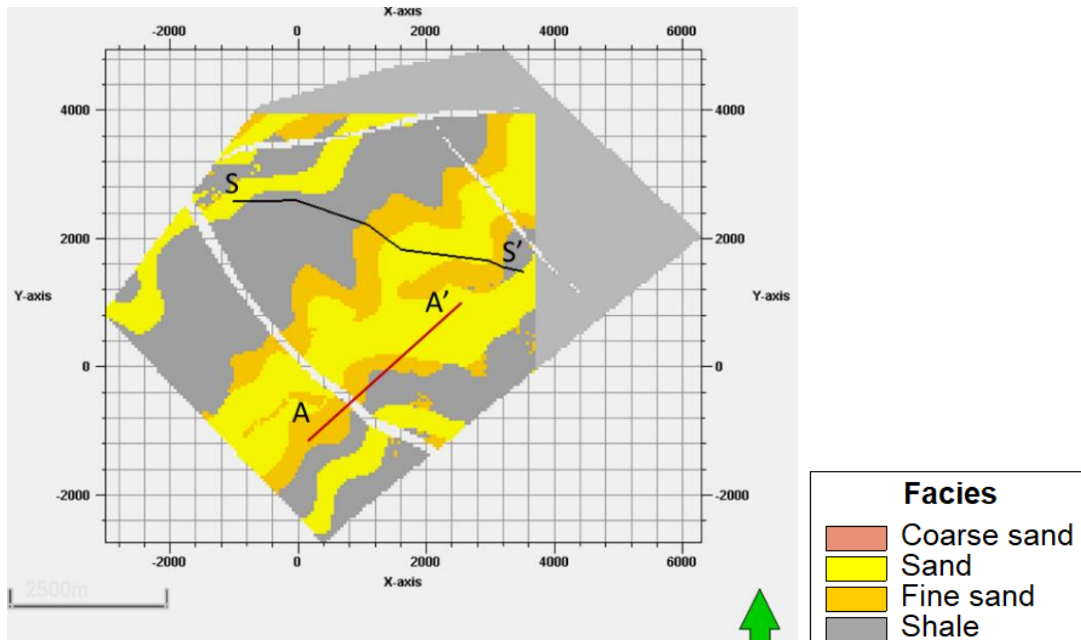 X-axis
-2000 0 2000 4000 6000
4000 4000
S
2000 2000
S'
Y-axis A' Y-axis
0 0
A
-2000 -2000
-2000 0 2000 4000 6000
X-axis
2500m
Facies
Coarse sand
Sand
Fine sand
Shale